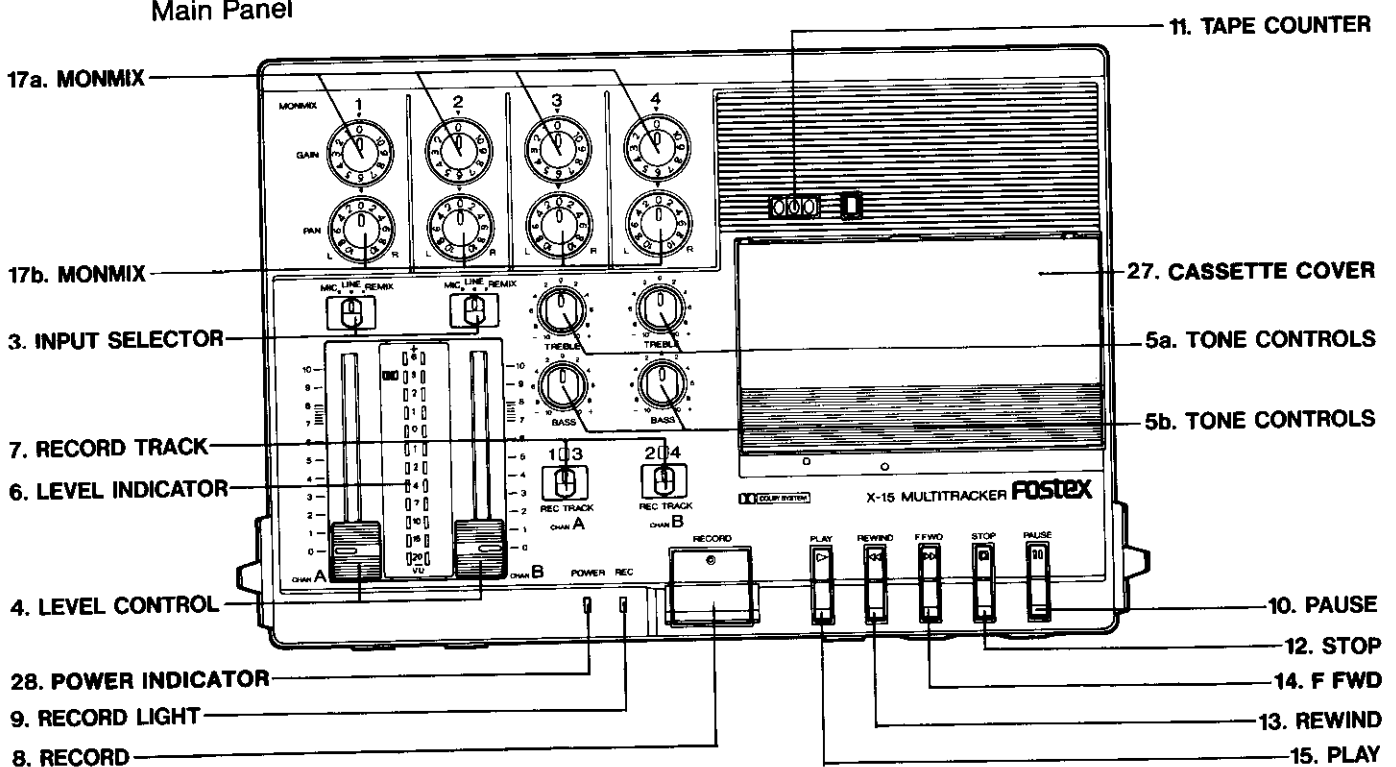 Main Panel
11. TAPE COUNTER
17a. MONMIX
MONMIX 1 2 3 4
GAIN
PAN
L R L R L R L R
17b. MONMIX
27. CASSETTE COVER
MIC LINE REMIX MIC LINE REMIX
3. INPUT SELECTOR
TREBLE TREBLE
5a. TONE CONTROLS
BASS BASS
5b. TONE CONTROLS
7. RECORD TRACK
1 3 2 4
6. LEVEL INDICATOR
REC TRACK REC TRACK
CHAN A CHAN B
DOLBY SYSTEM X-15 MULTITRACKER FOSTEX
VU
CHAN A CHAN B
POWER REC
RECORD PLAY REWIND F FWD STOP PAUSE
4. LEVEL CONTROL
10. PAUSE
12. STOP
28. POWER INDICATOR
14. F FWD
9. RECORD LIGHT
13. REWIND
8. RECORD
15. PLAY